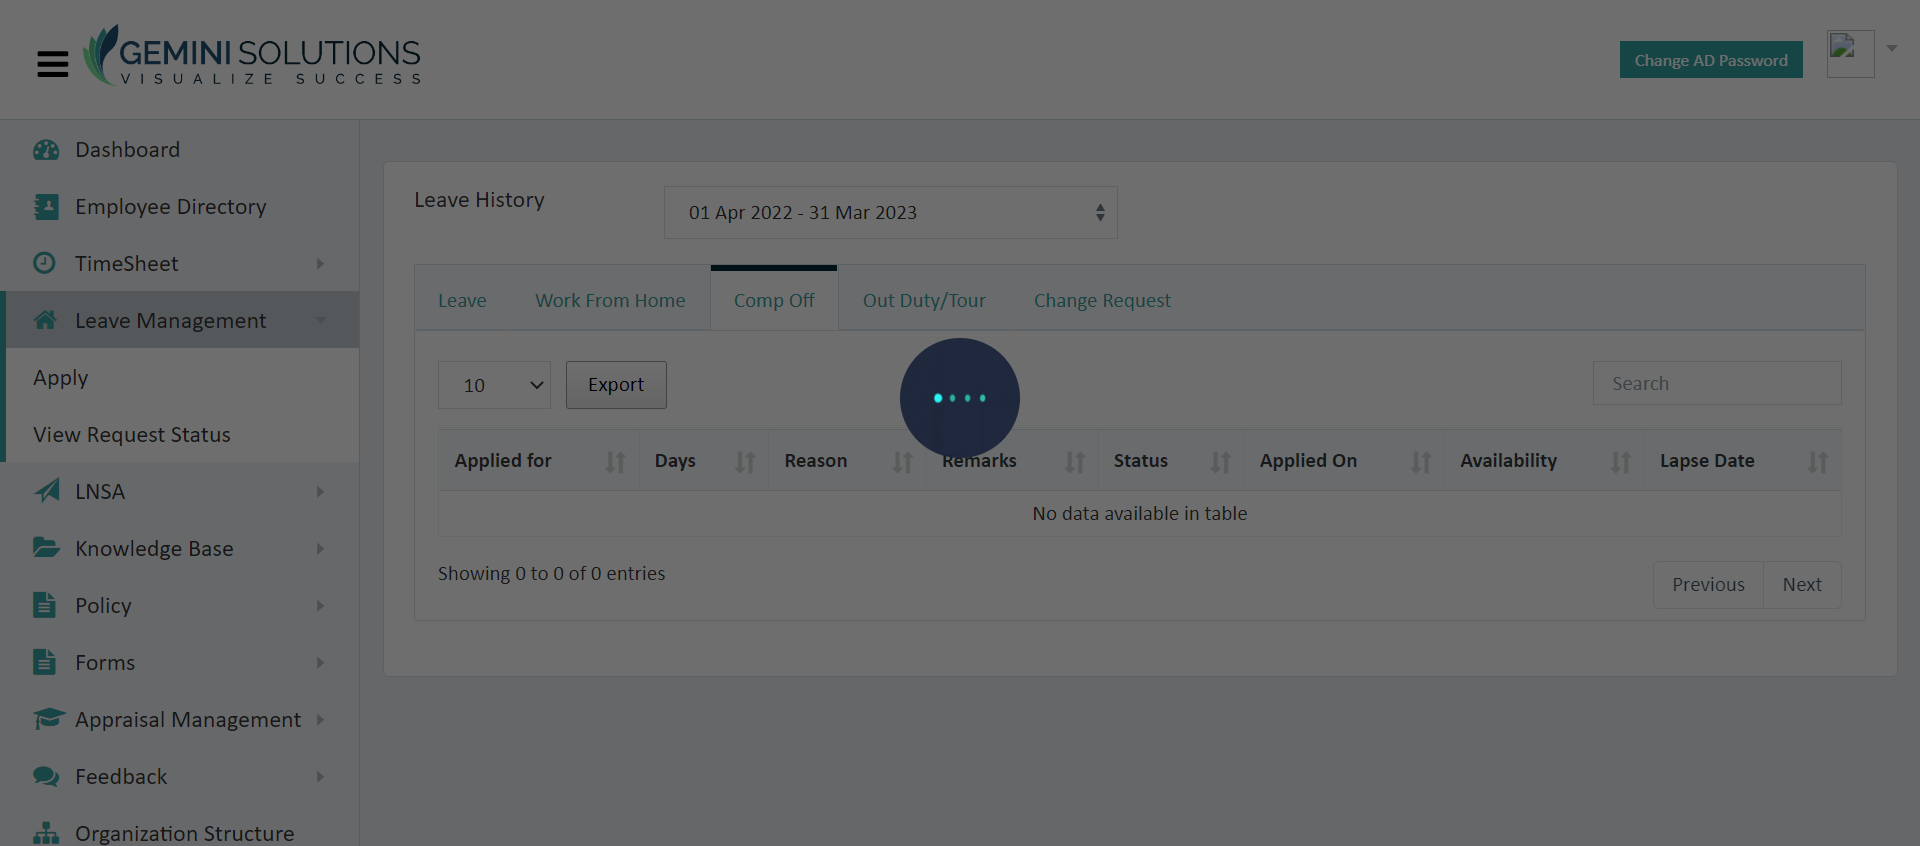 GEMINI SOLUTIONS
VISUALIZE SUCCESS
Change AD Password
Dashboard
Employee Directory
TimeSheet
Leave Management
Apply
View Request Status
LNSA
Knowledge Base
Policy
Forms
Appraisal Management
Feedback
Organization Structure
Leave History
01 Apr 2022 - 31 Mar 2023
Leave Work From Home Comp Off Out Duty/Tour Change Request
10 Export Search
Applied for Days Reason Remarks Status Applied On Availability Lapse Date
No data available in table
Showing 0 to 0 of 0 entries
Previous Next